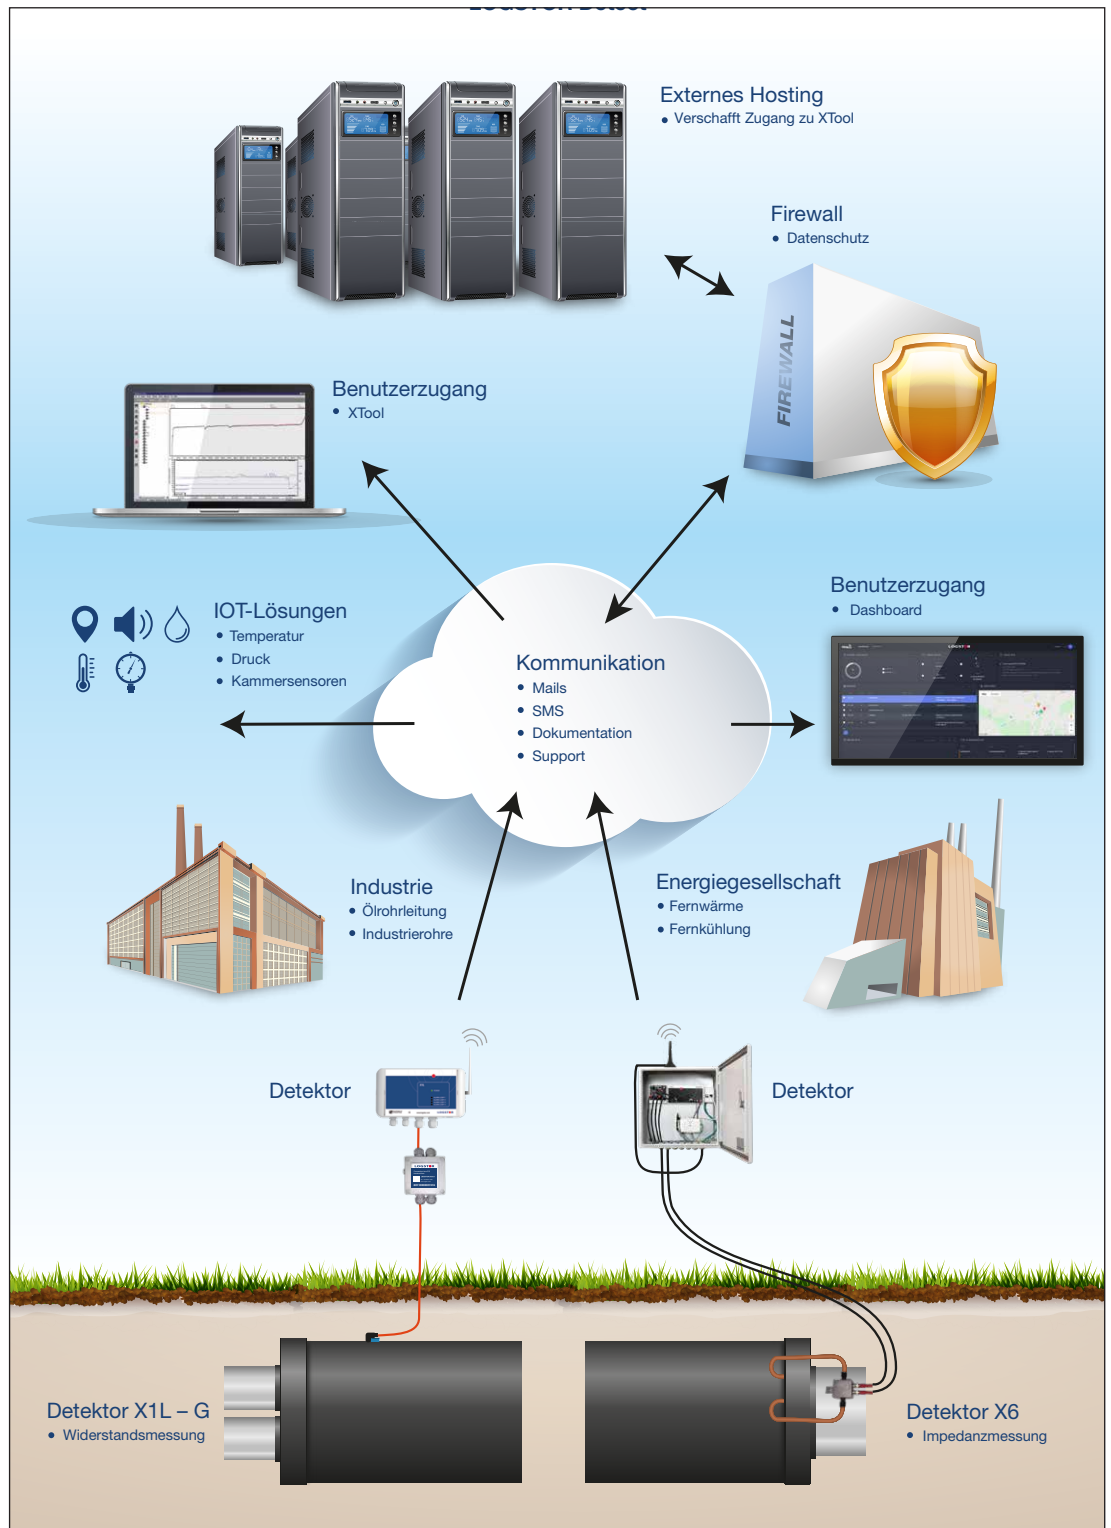 Externes Hosting
• Verschafft Zugang zu XTool
Firewall
• Datenschutz
FIREWALL
Benutzerzugang
• XTool
IOT-Lösungen
• Temperatur
• Druck
• Kammersensoren
Benutzerzugang
• Dashboard
Kommunikation
• Mails
• SMS
• Dokumentation
• Support
Industrie
• Ölrohrleitung
• Industrierohre
Energiegesellschaft
• Fernwärme
• Fernkühlung
Detektor
Detektor
Detektor X1L – G
• Widerstandsmessung
Detektor X6
• Impedanzmessung